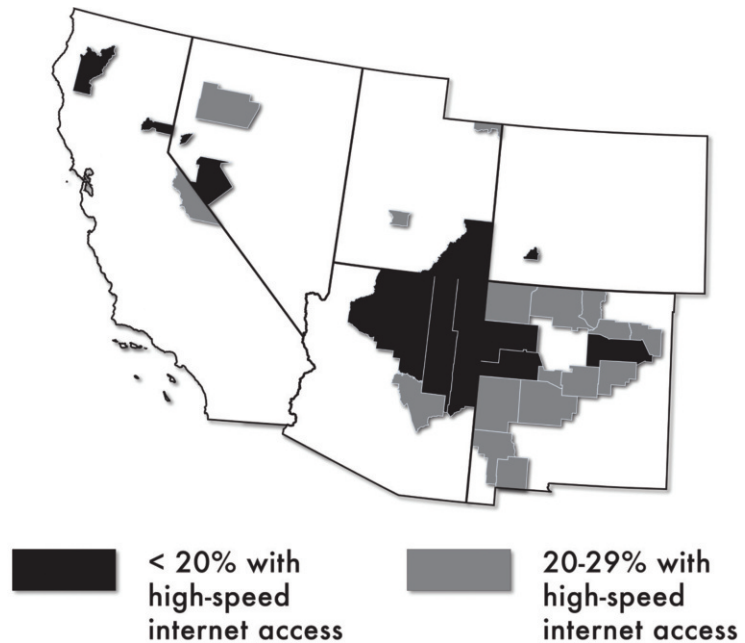 < 20% with
high-speed
internet access
20-29% with
high-speed
internet access